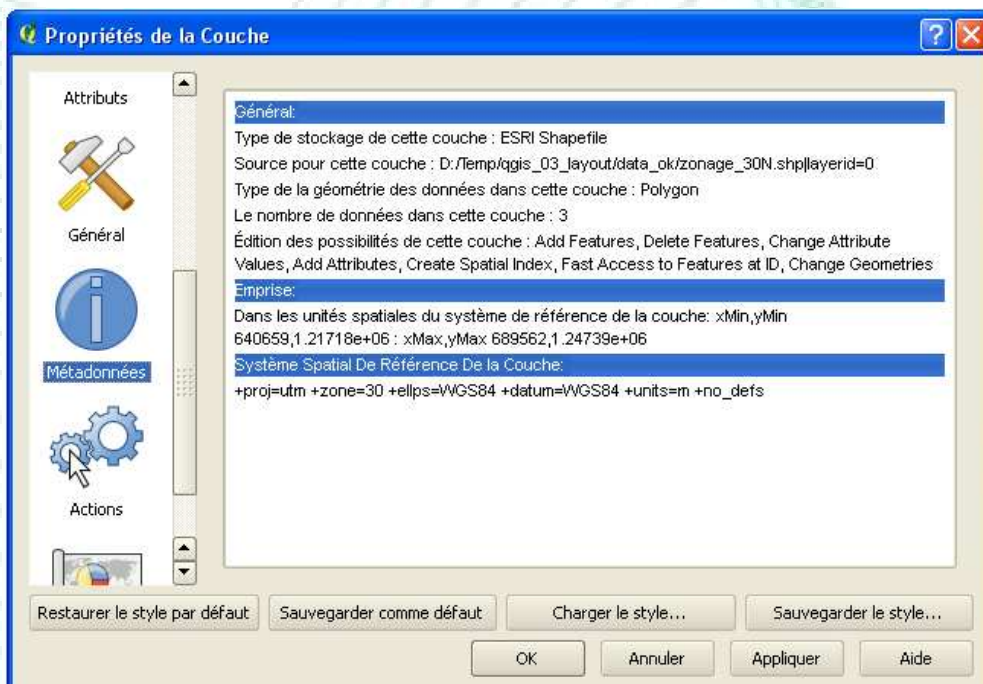 Propriétés de la Couche
Attributs
Général
Métadonnées
Actions
Général:
Type de stockage de cette couche : ESRI Shapefile
Source pour cette couche : D:/Temp/qgis_03_layout/data_ok/zonage_30N.shp|layerid=0
Type de la géométrie des données dans cette couche : Polygon
Le nombre de données dans cette couche : 3
Édition des possibilités de cette couche : Add Features, Delete Features, Change Attribute
Values, Add Attributes, Create Spatial Index, Fast Access to Features at ID, Change Geometries
Emprise:
Dans les unités spatiales du système de référence de la couche: xMin,yMin
640659,1.21718e+06 : xMax,yMax 689562,1.24739e+06
Système Spatial De Référence De la Couche:
+proj=utm +zone=30 +ellps=WGS84 +datum=WGS84 +units=m +no_defs
Restaurer le style par défaut
Sauvegarder comme défaut
Charger le style...
Sauvegarder le style...
OK
Annuler
Appliquer
Aide